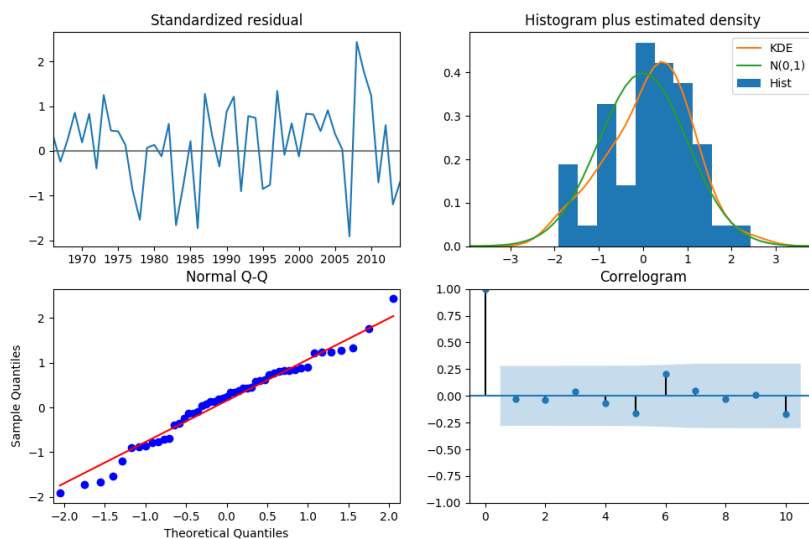 Standardized residual
2
1
0
−1
−2
1970 1975 1980 1985 1990 1995 2000 2005 2010
Histogram plus estimated density
KDE
N(0,1)
Hist
0.4
0.3
0.2
0.1
0.0
−3 −2 −1 0 1 2 3
Normal Q-Q
Sample Quantiles
2
1
0
−1
−2
−2.0 −1.5 −1.0 −0.5 0.0 0.5 1.0 1.5 2.0
Theoretical Quantiles
Correlogram
1.00
0.75
0.50
0.25
0.00
−0.25
−0.50
−0.75
−1.00
0 2 4 6 8 10